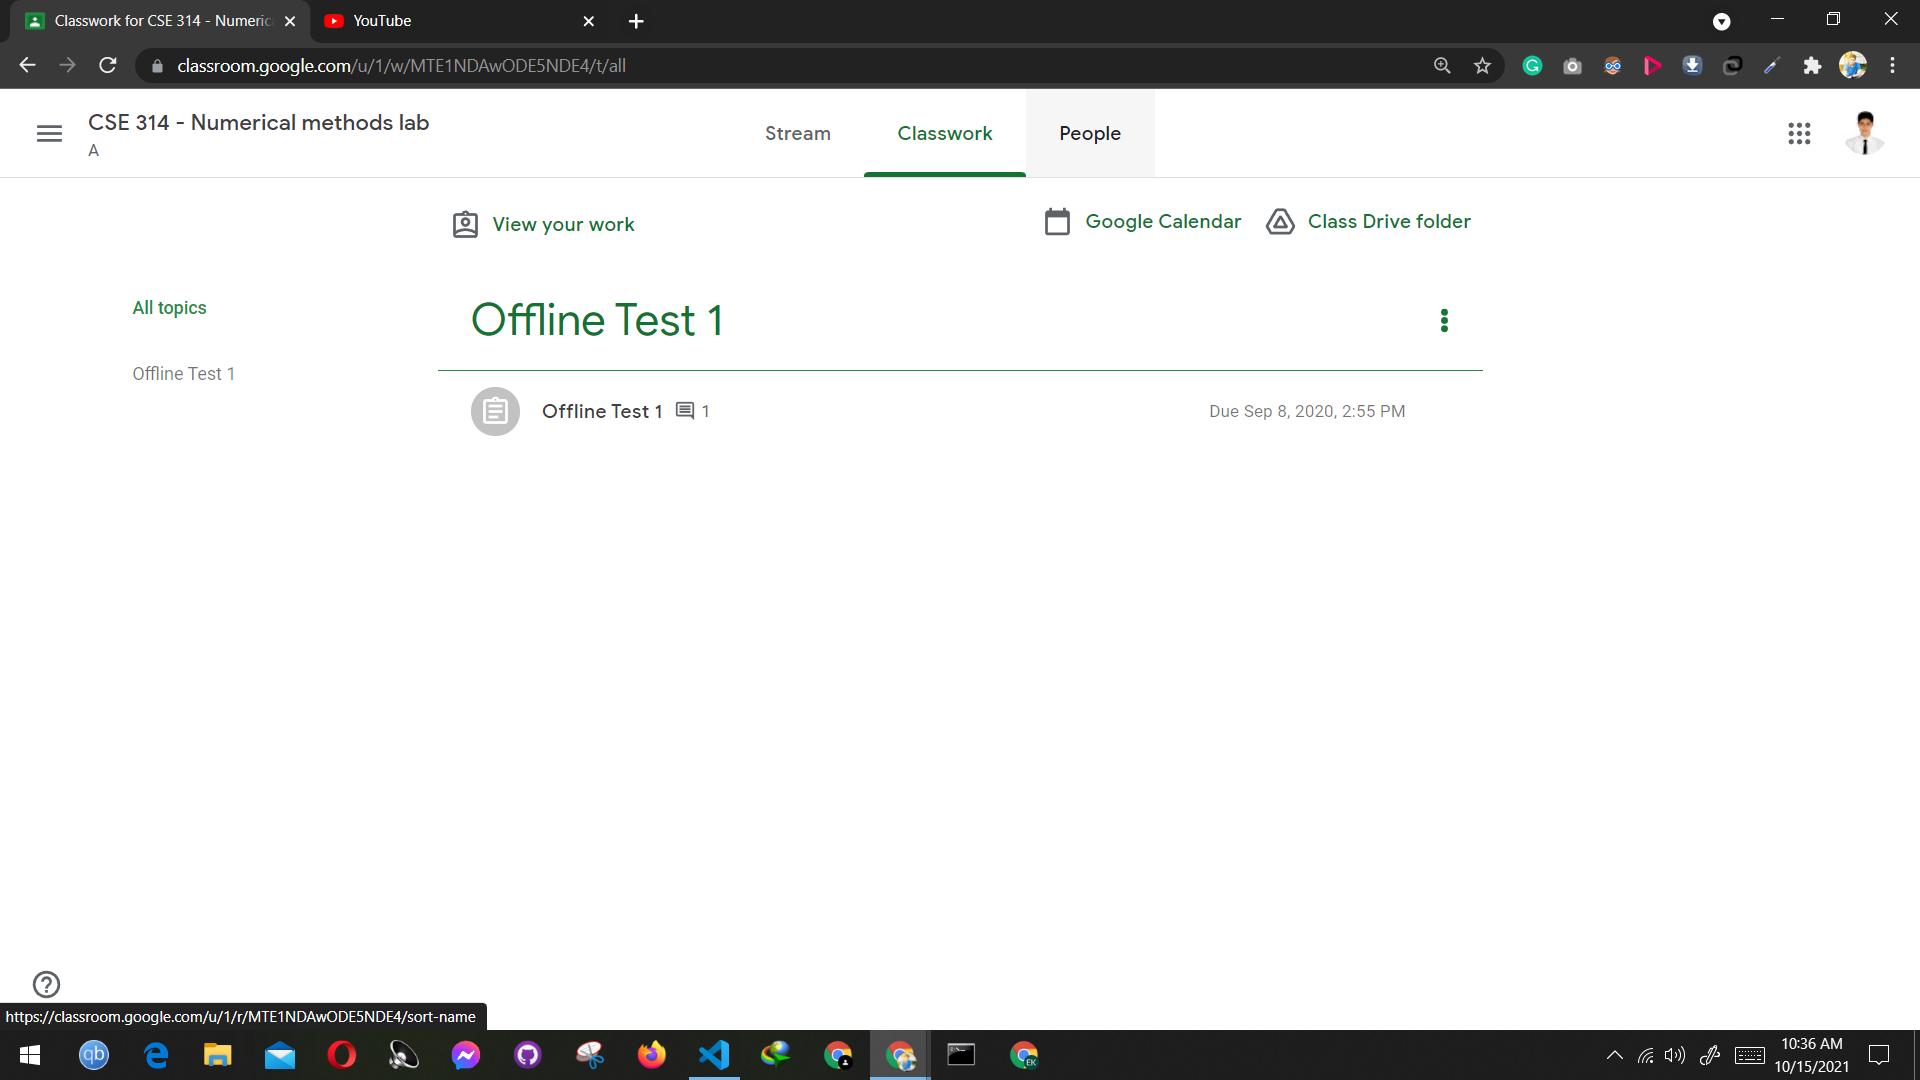 Classwork for CSE 314 - Numeric
YouTube
classroom.google.com/u/1/w/MTE1NDAwODE5NDE4/t/all
CSE 314 - Numerical methods lab
A
Stream
Classwork
People
View your work
Google Calendar
Class Drive folder
All topics
Offline Test 1
Offline Test 1
Offline Test 1
1
Due Sep 8, 2020, 2:55 PM
https://classroom.google.com/u/1/r/MTE1NDAwODE5NDE4/sort-name
qb
EK
10:36 AM
10/15/2021